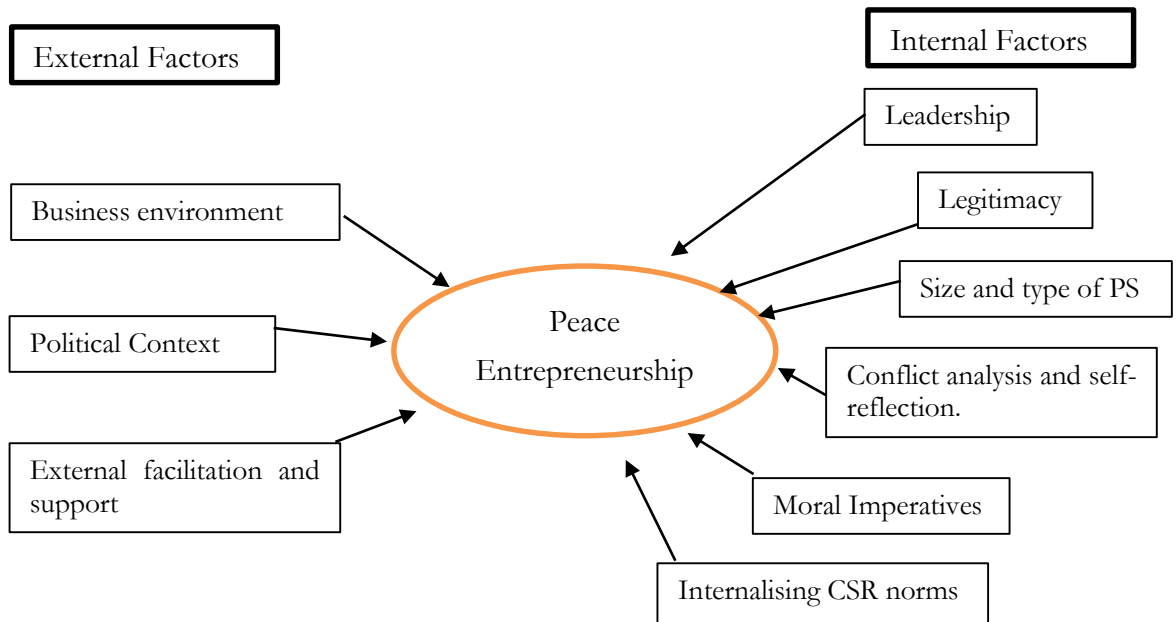 External Factors
Internal Factors
Leadership
Business environment
Legitimacy
Size and type of PS
Political Context
Peace
Entrepreneurship
Conflict analysis and self-
reflection.
External facilitation and
support
Moral Imperatives
Internalising CSR norms